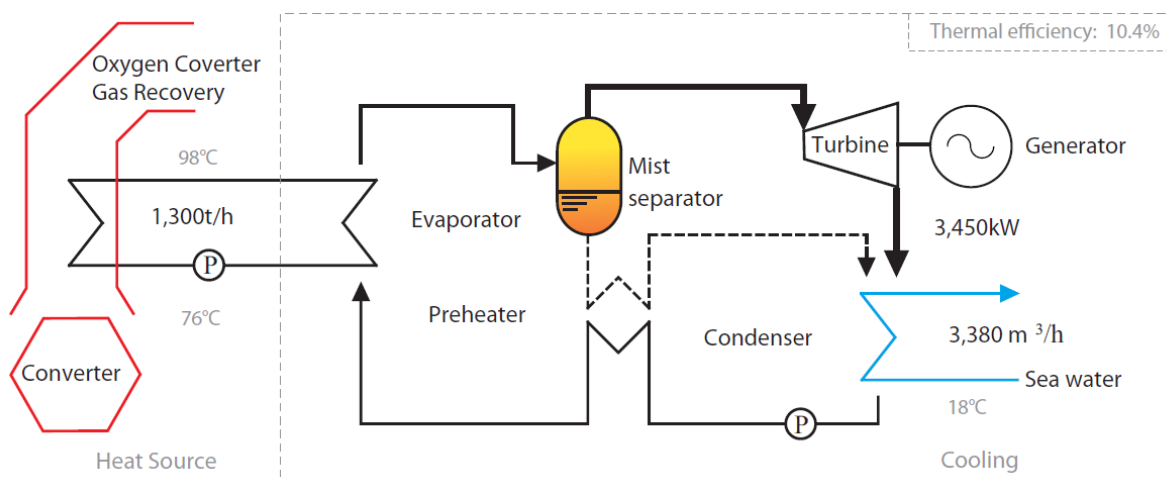 Thermal efficiency: 10.4%
Oxygen Coverter
Gas Recovery
98℃
1,300t/h
P
76℃
Converter
Heat Source
Evaporator
Preheater
Mist
separator
Turbine
Generator
3,450kW
Condenser
3,380 m ³/h
Sea water
18℃
P
Cooling